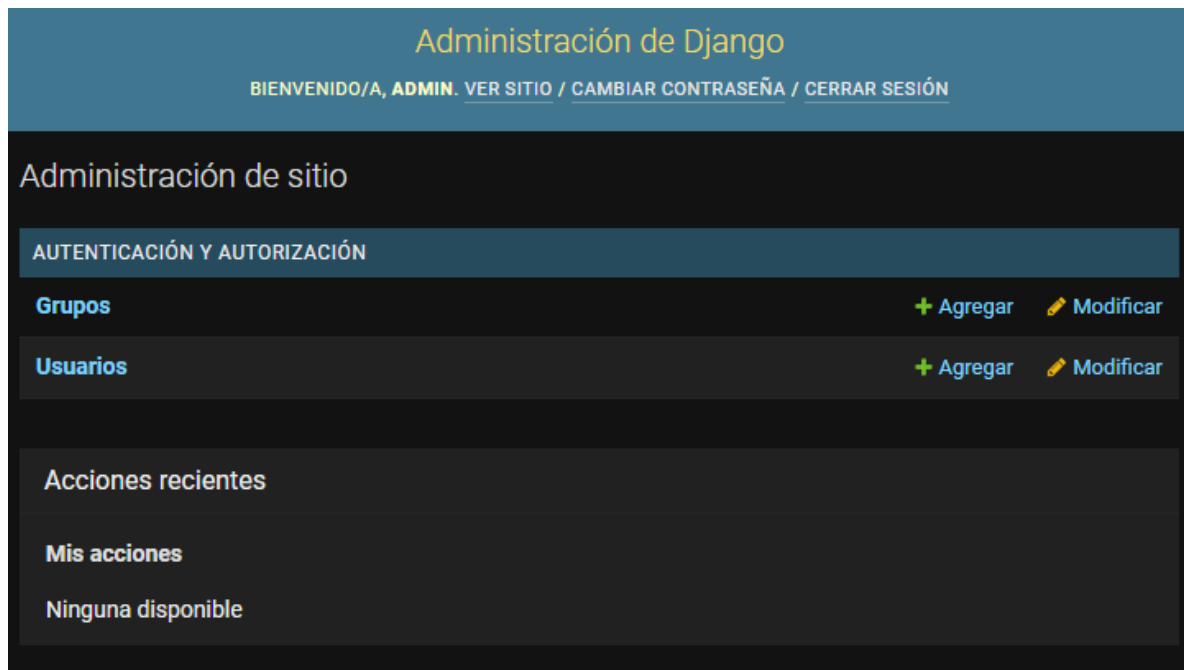 Administración de Django
BIENVENIDO/A, ADMIN. VER SITIO / CAMBIAR CONTRASEÑA / CERRAR SESIÓN
Administración de sitio
AUTENTICACIÓN Y AUTORIZACIÓN
Grupos + Agregar Modificar
Usuarios + Agregar Modificar
Acciones recientes
Mis acciones
Ninguna disponible